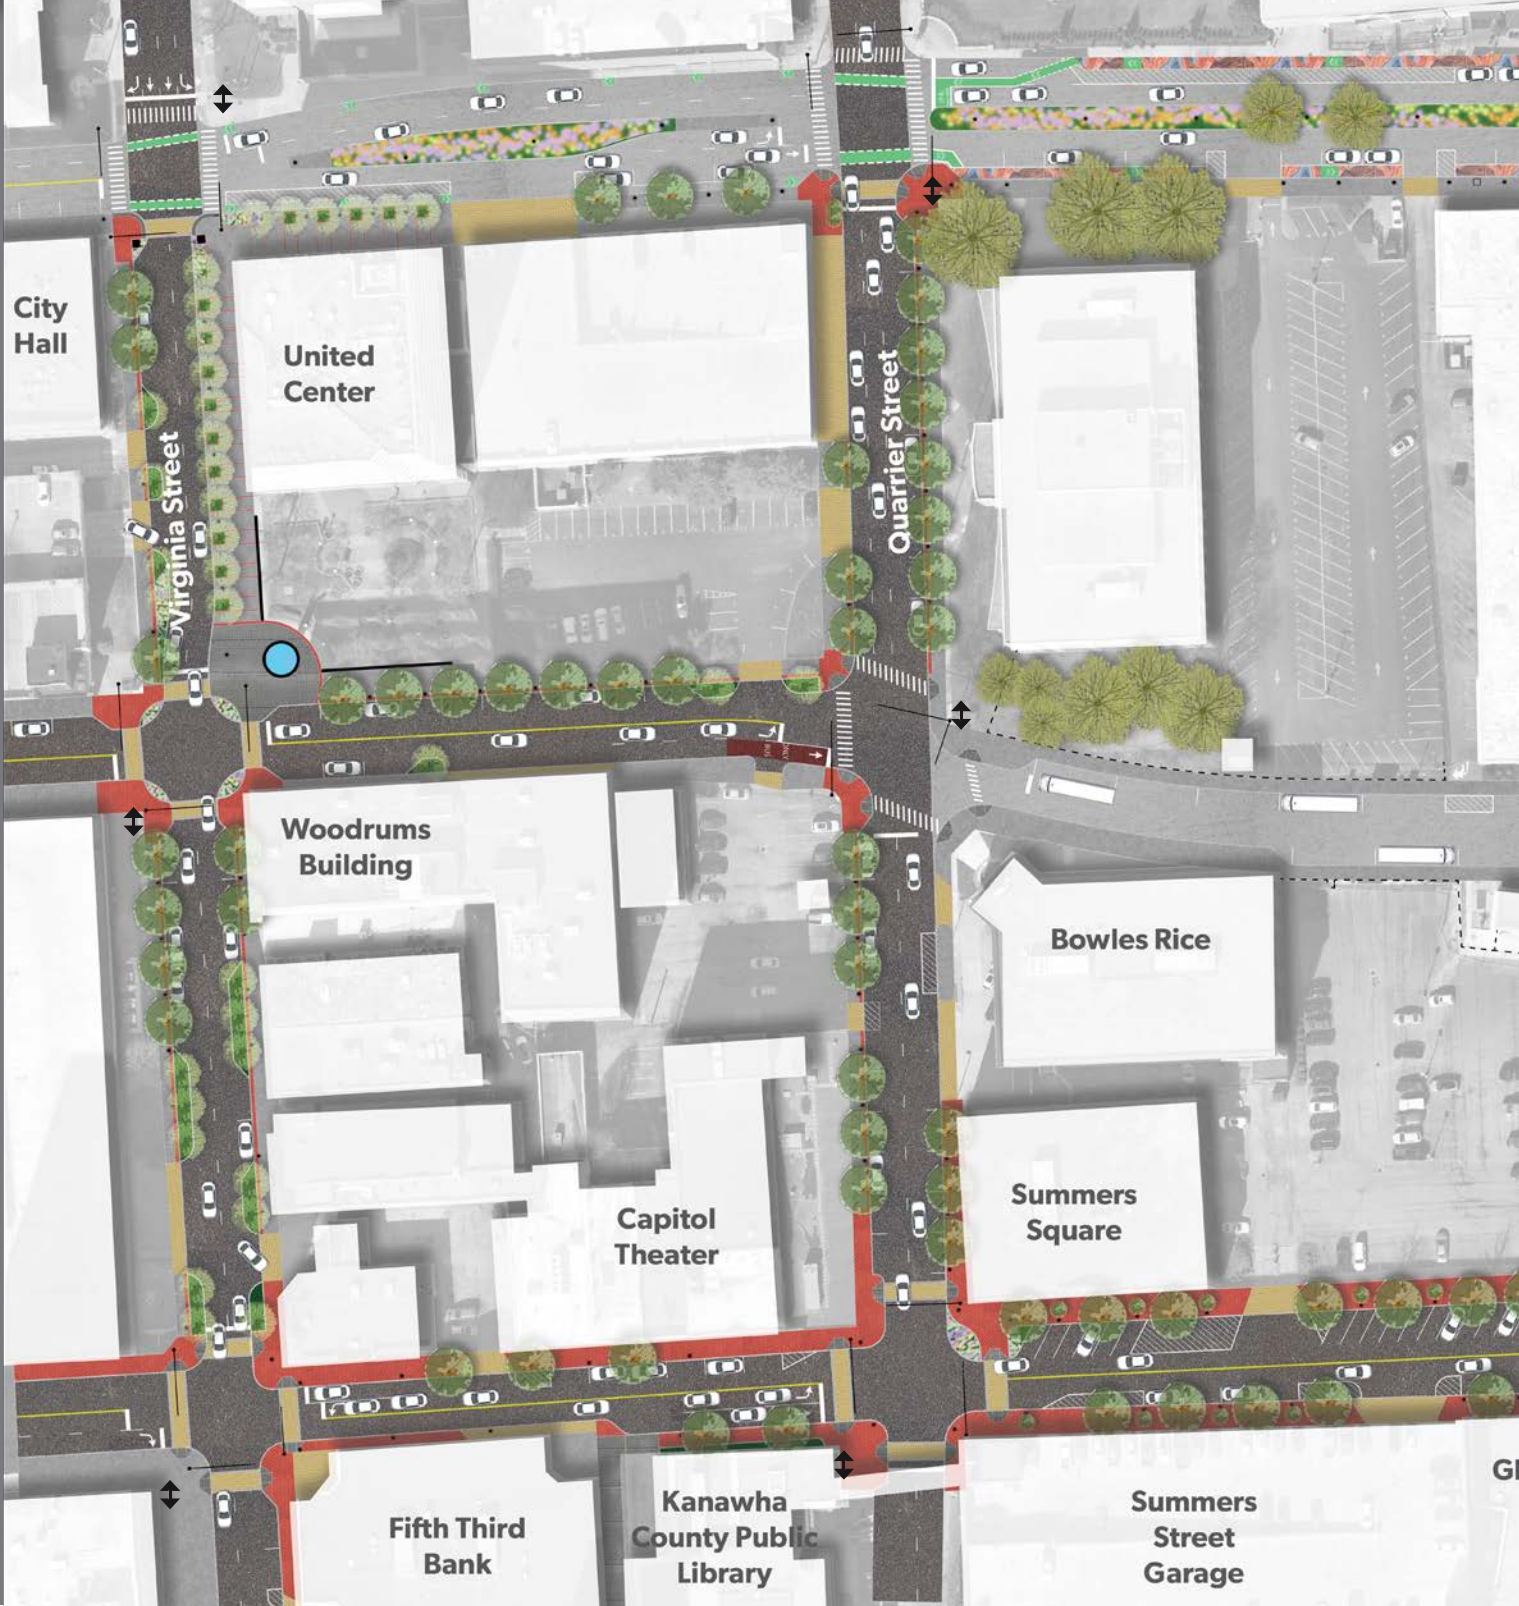 City
Hall
United
Center
Virginia Street
Quarrier Street
Woodrums
Building
Bowles Rice
Capitol
Theater
Summers
Square
Fifth Third
Bank
Kanawha
County Public
Library
Summers
Street
Garage